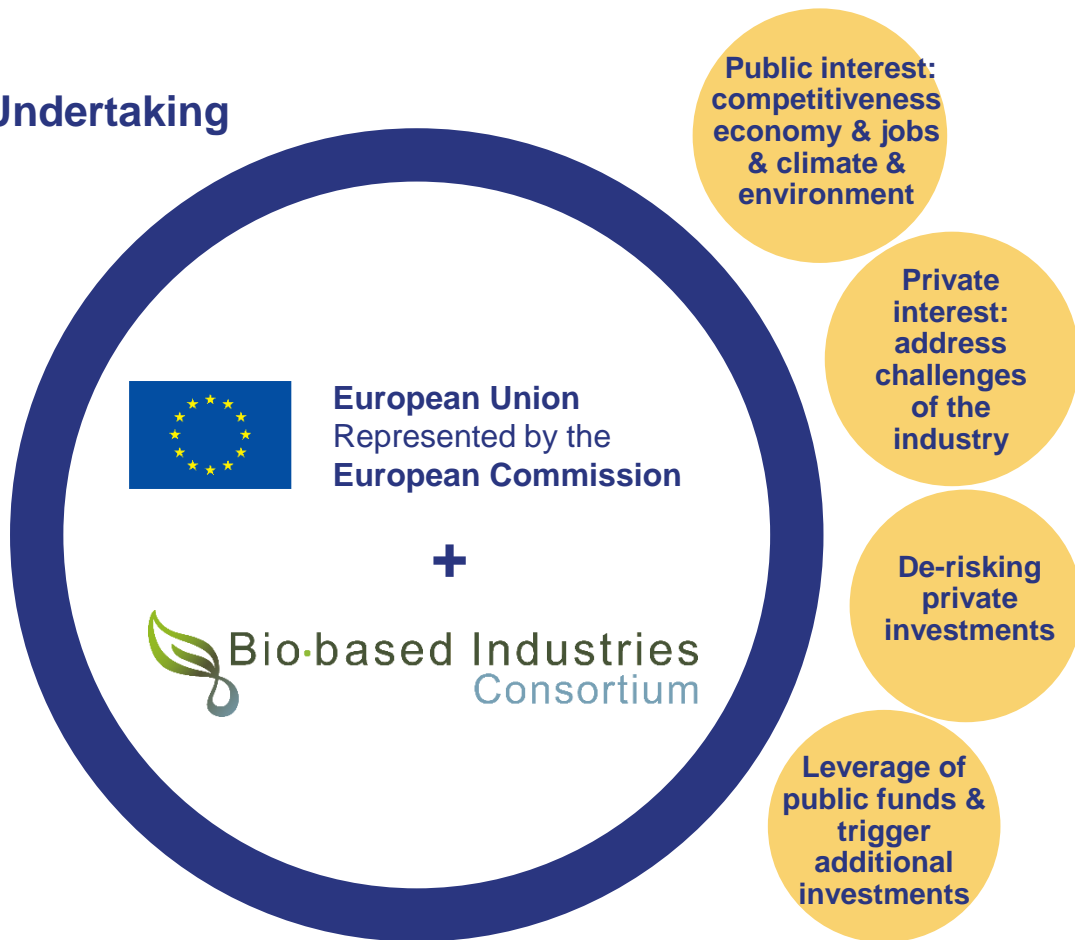 Undertaking
Public interest:
competitiveness
economy & jobs
& climate &
environment
Private
interest:
address
challenges
of the
industry
European Union
Represented by the
European Commission
+
De-risking
private
investments
Bio·based Industries
Consortium
Leverage of
public funds &
trigger
additional
investments